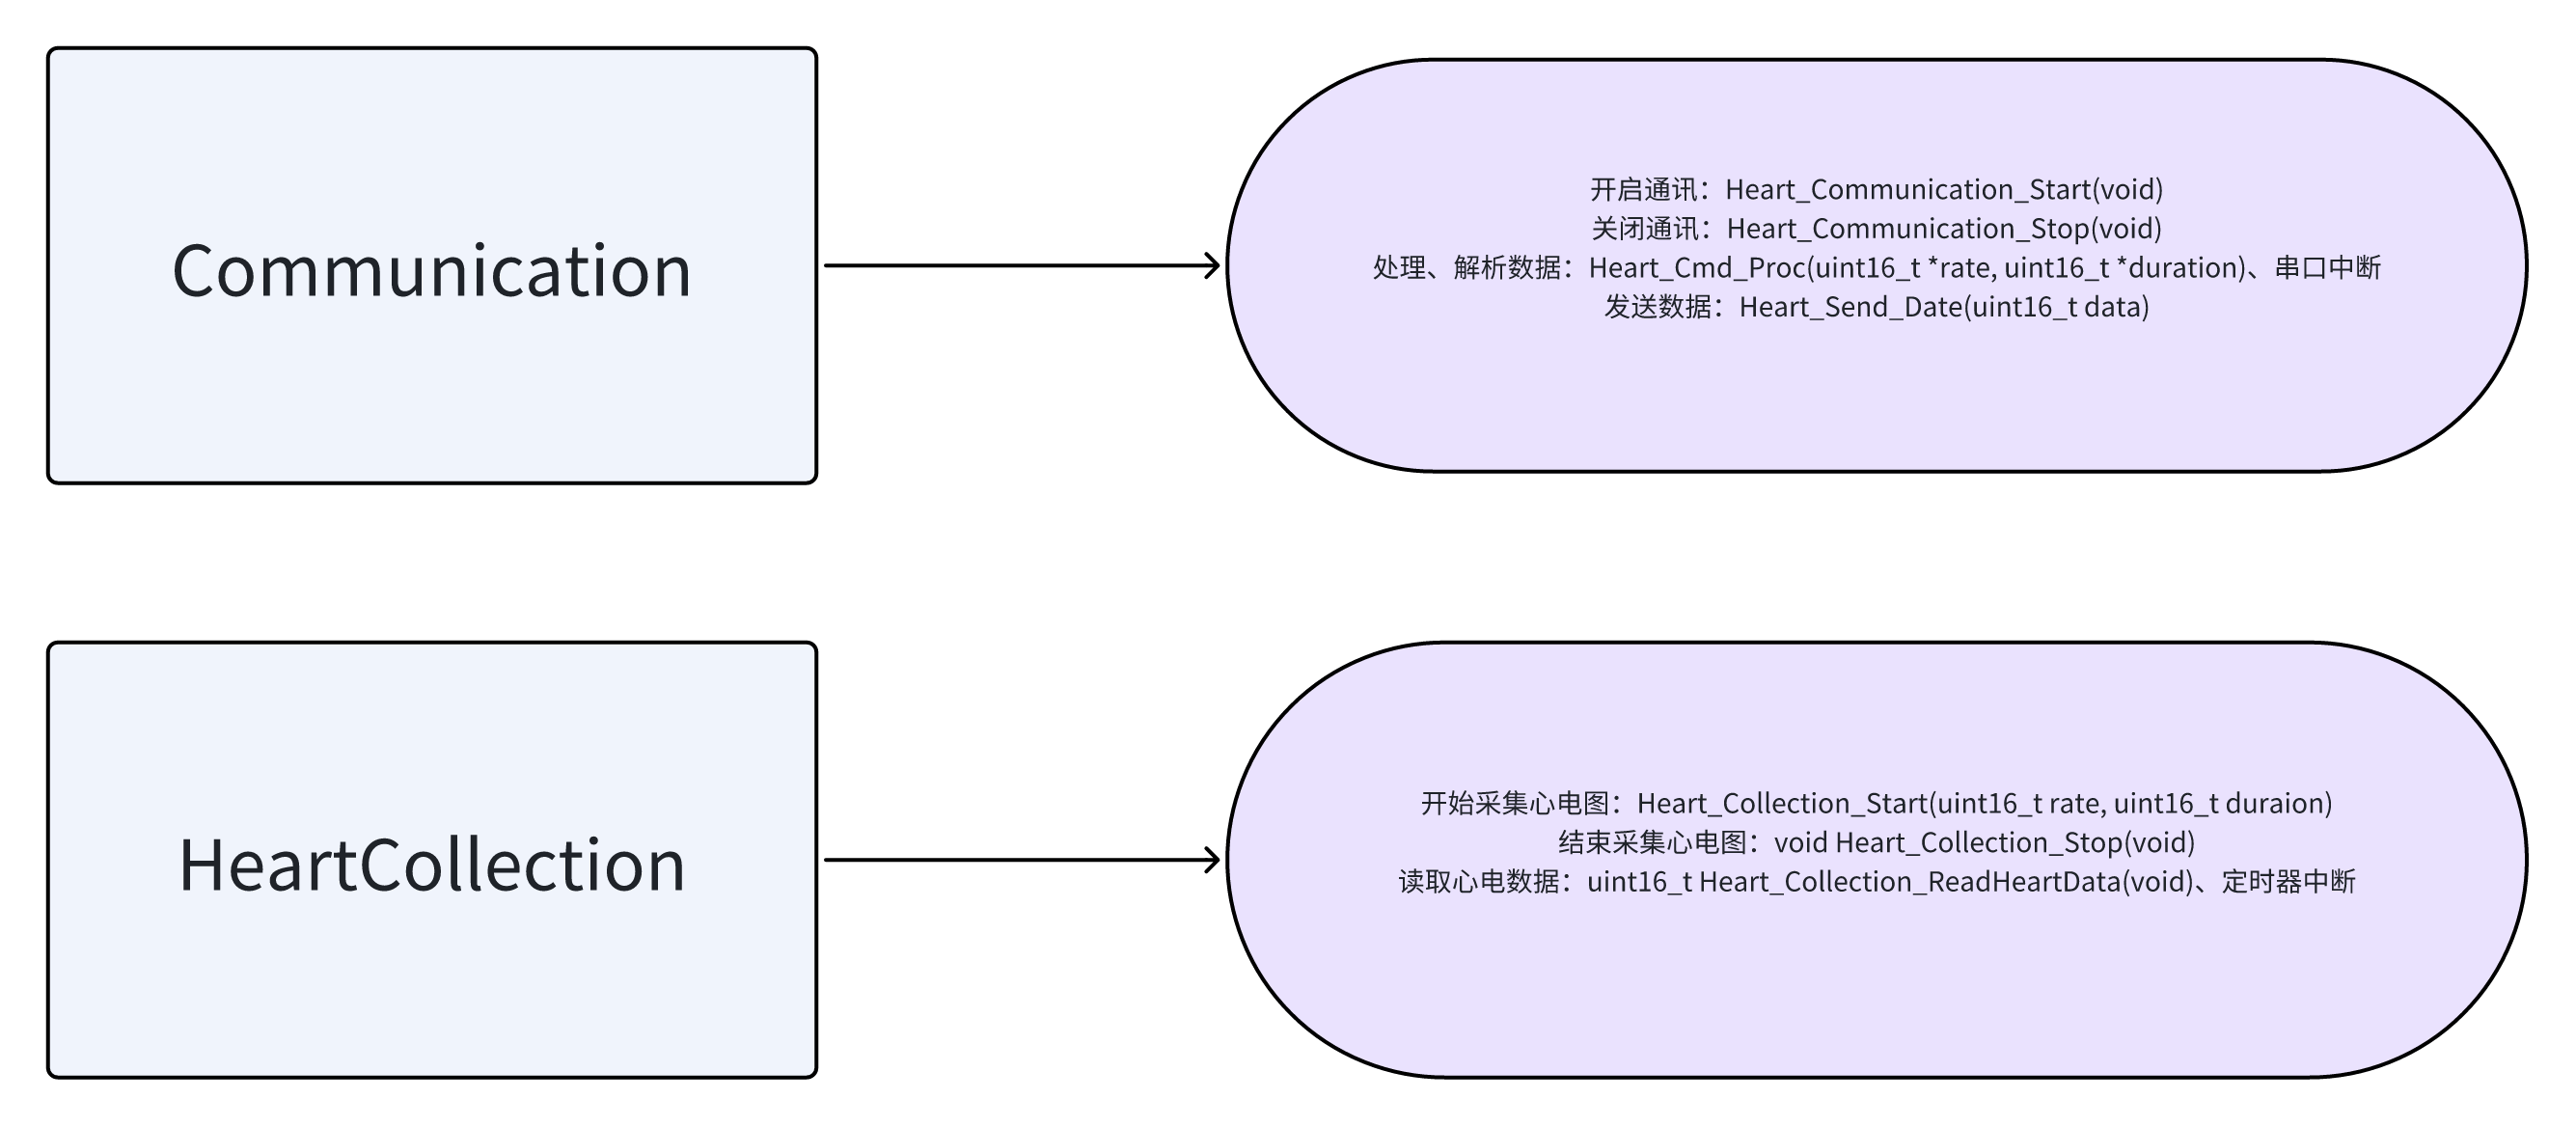 Communication
开启通讯：Heart_Communication_Start(void)
关闭通讯：Heart_Communication_Stop(void)
处理、解析数据：Heart_Cmd_Proc(uint16_t *rate, uint16_t *duration)、串口中断
发送数据：Heart_Send_Date(uint16_t data)
HeartCollection
开始采集心电图：Heart_Collection_Start(uint16_t rate, uint16_t duraion)
结束采集心电图：void Heart_Collection_Stop(void)
读取心电数据：uint16_t Heart_Collection_ReadHeartData(void)、定时器中断